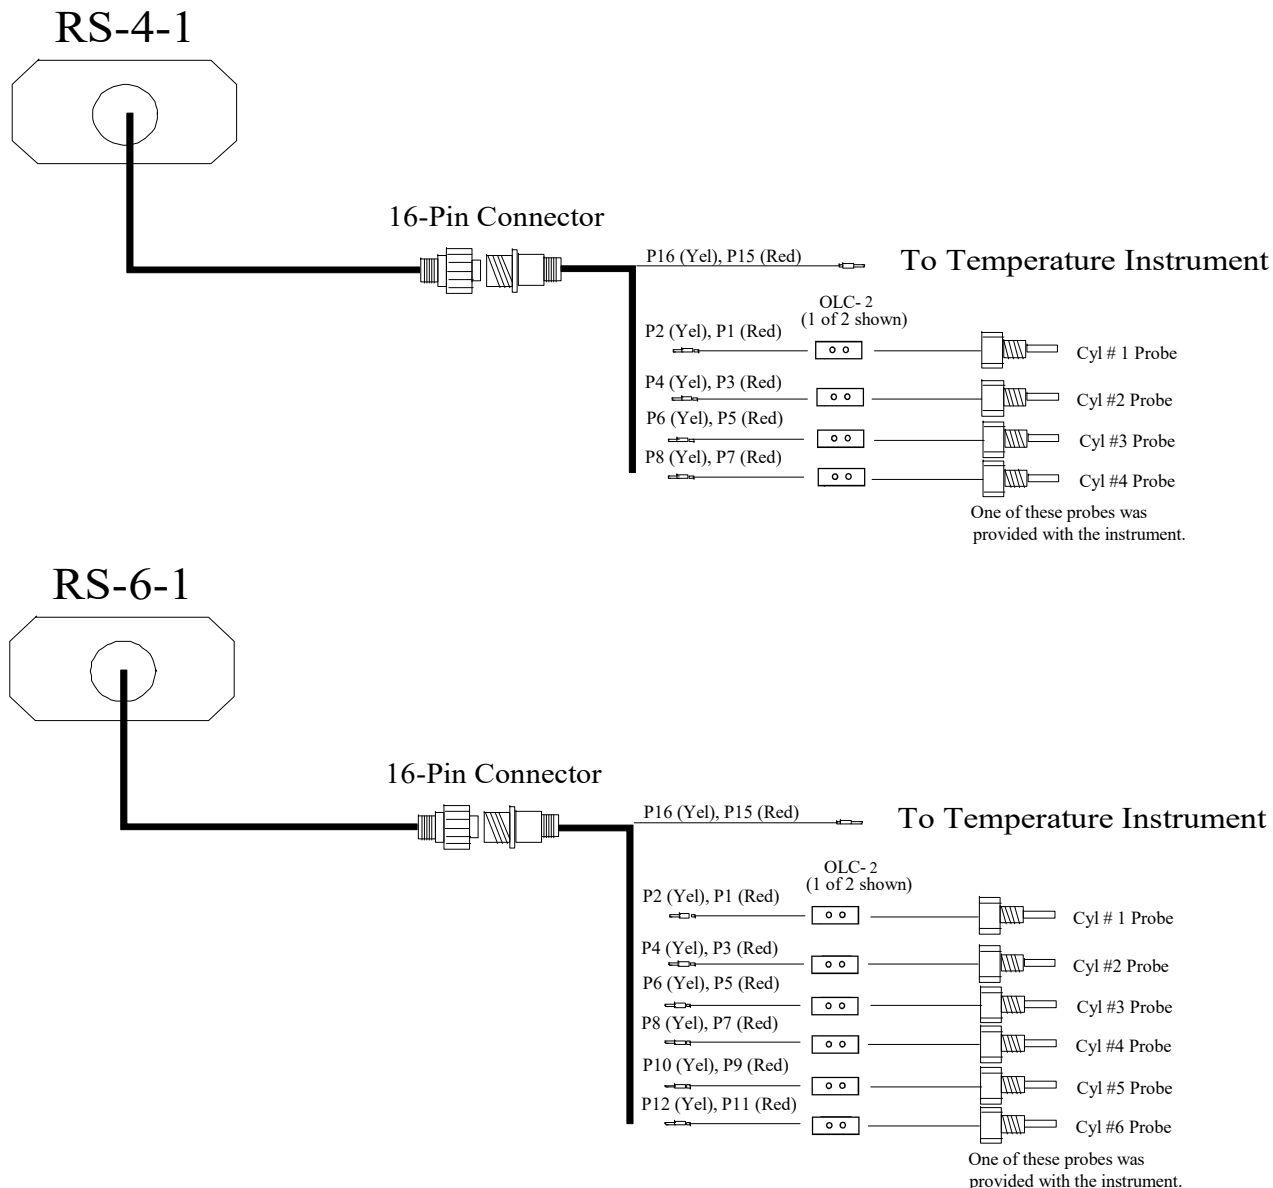 RS-4-1
16-Pin Connector
P16 (Yel), P15 (Red)
To Temperature Instrument
OLC- 2
(1 of 2 shown)
P2 (Yel), P1 (Red)
Cyl # 1 Probe
P4 (Yel), P3 (Red)
Cyl #2 Probe
P6 (Yel), P5 (Red)
Cyl #3 Probe
P8 (Yel), P7 (Red)
Cyl #4 Probe
One of these probes was
provided with the instrument.
RS-6-1
16-Pin Connector
P16 (Yel), P15 (Red)
To Temperature Instrument
OLC- 2
(1 of 2 shown)
P2 (Yel), P1 (Red)
Cyl # 1 Probe
P4 (Yel), P3 (Red)
Cyl #2 Probe
P6 (Yel), P5 (Red)
Cyl #3 Probe
P8 (Yel), P7 (Red)
Cyl #4 Probe
P10 (Yel), P9 (Red)
Cyl #5 Probe
P12 (Yel), P11 (Red)
Cyl #6 Probe
One of these probes was
provided with the instrument.